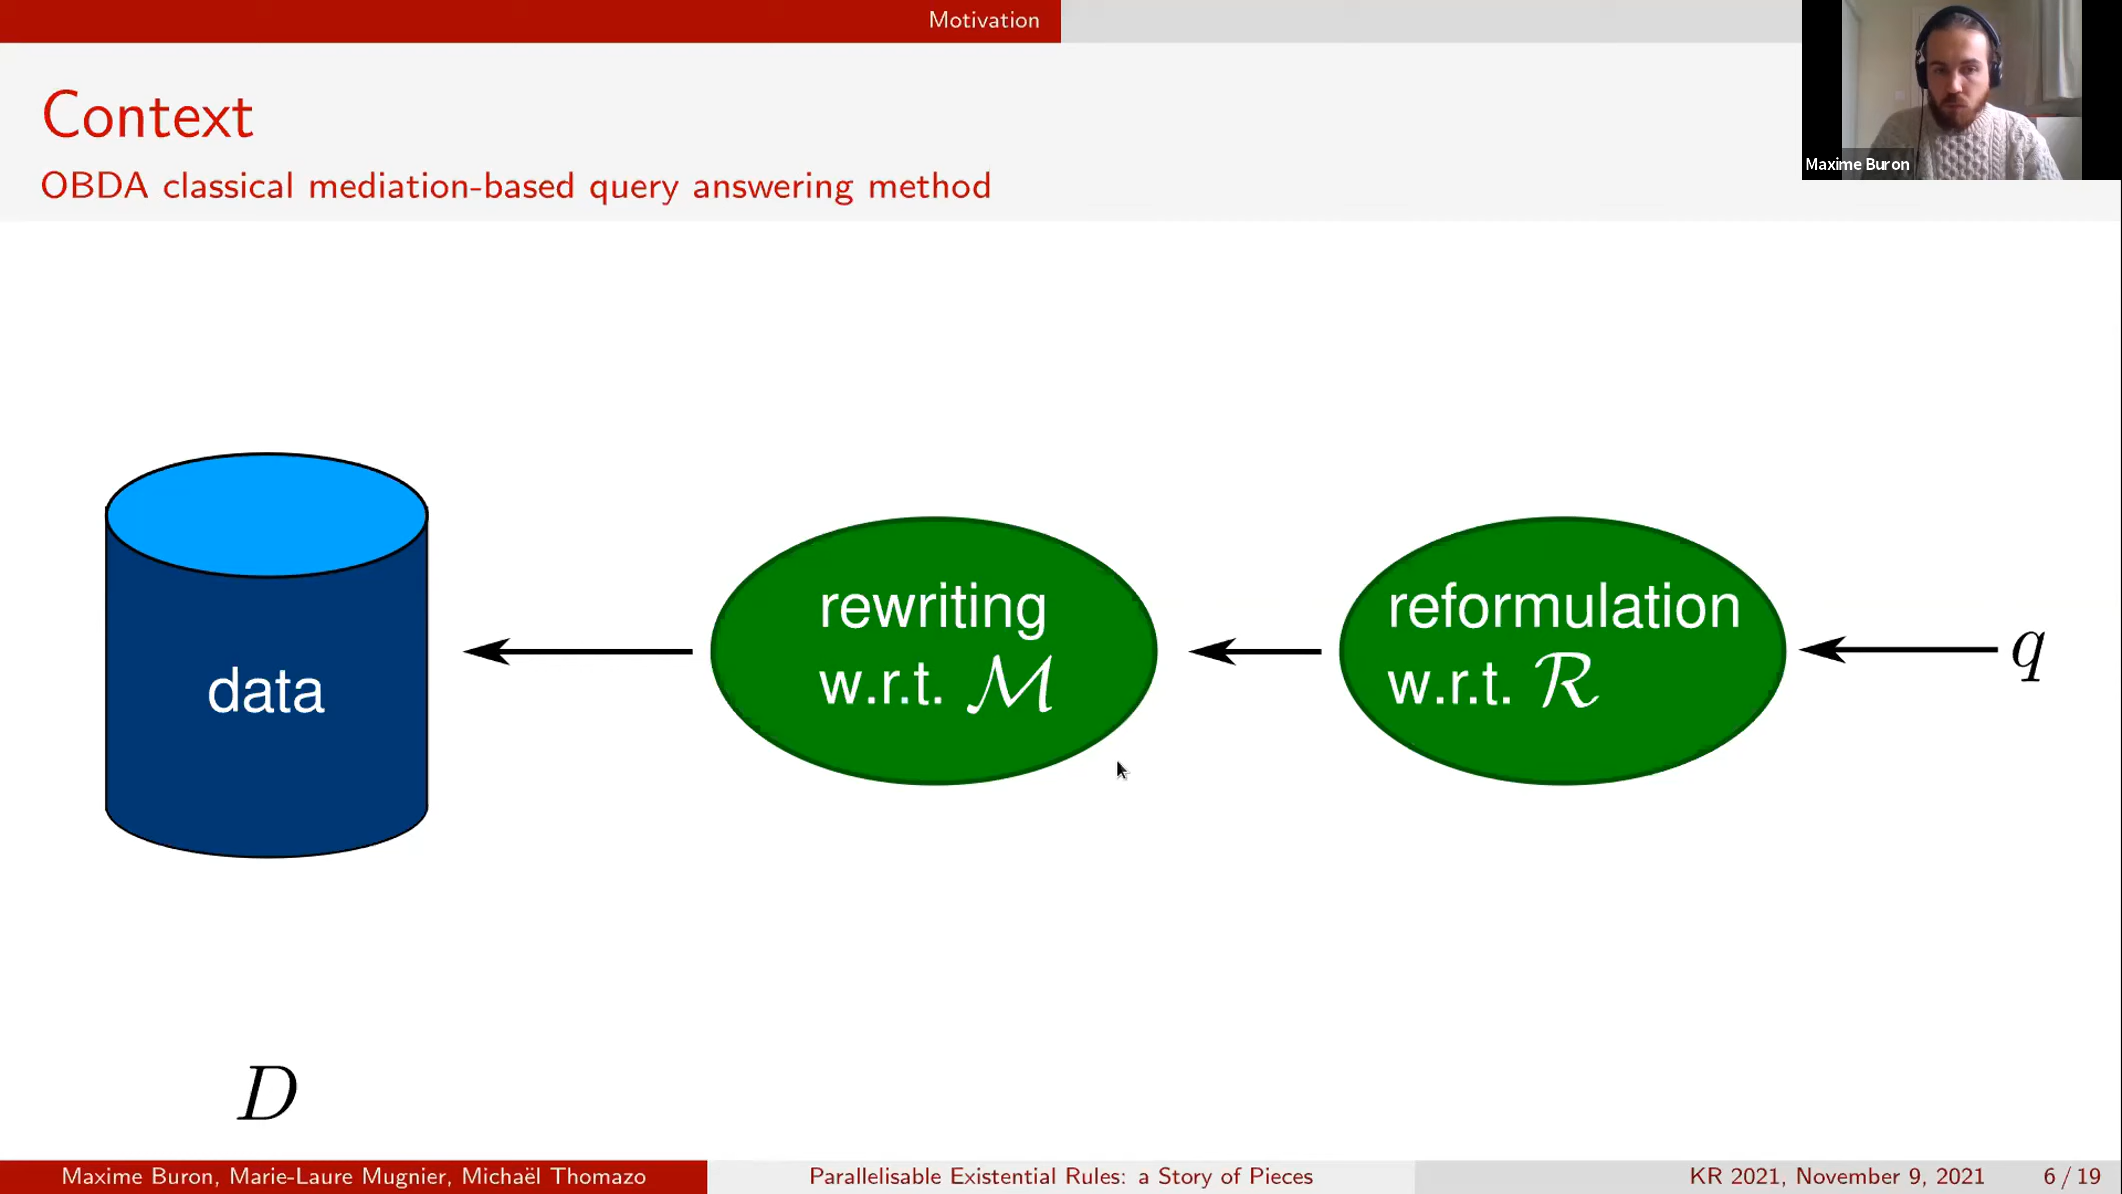 Motivation
Context
OBDA classical mediation-based query answering method
Maxime Buron
data
rewriting
w.r.t. ℳ
reformulation
w.r.t. ℛ
q
D
Maxime Buron, Marie-Laure Mugnier, Michaël Thomazo
Parallelisable Existential Rules: a Story of Pieces
KR 2021, November 9, 2021
6 / 19